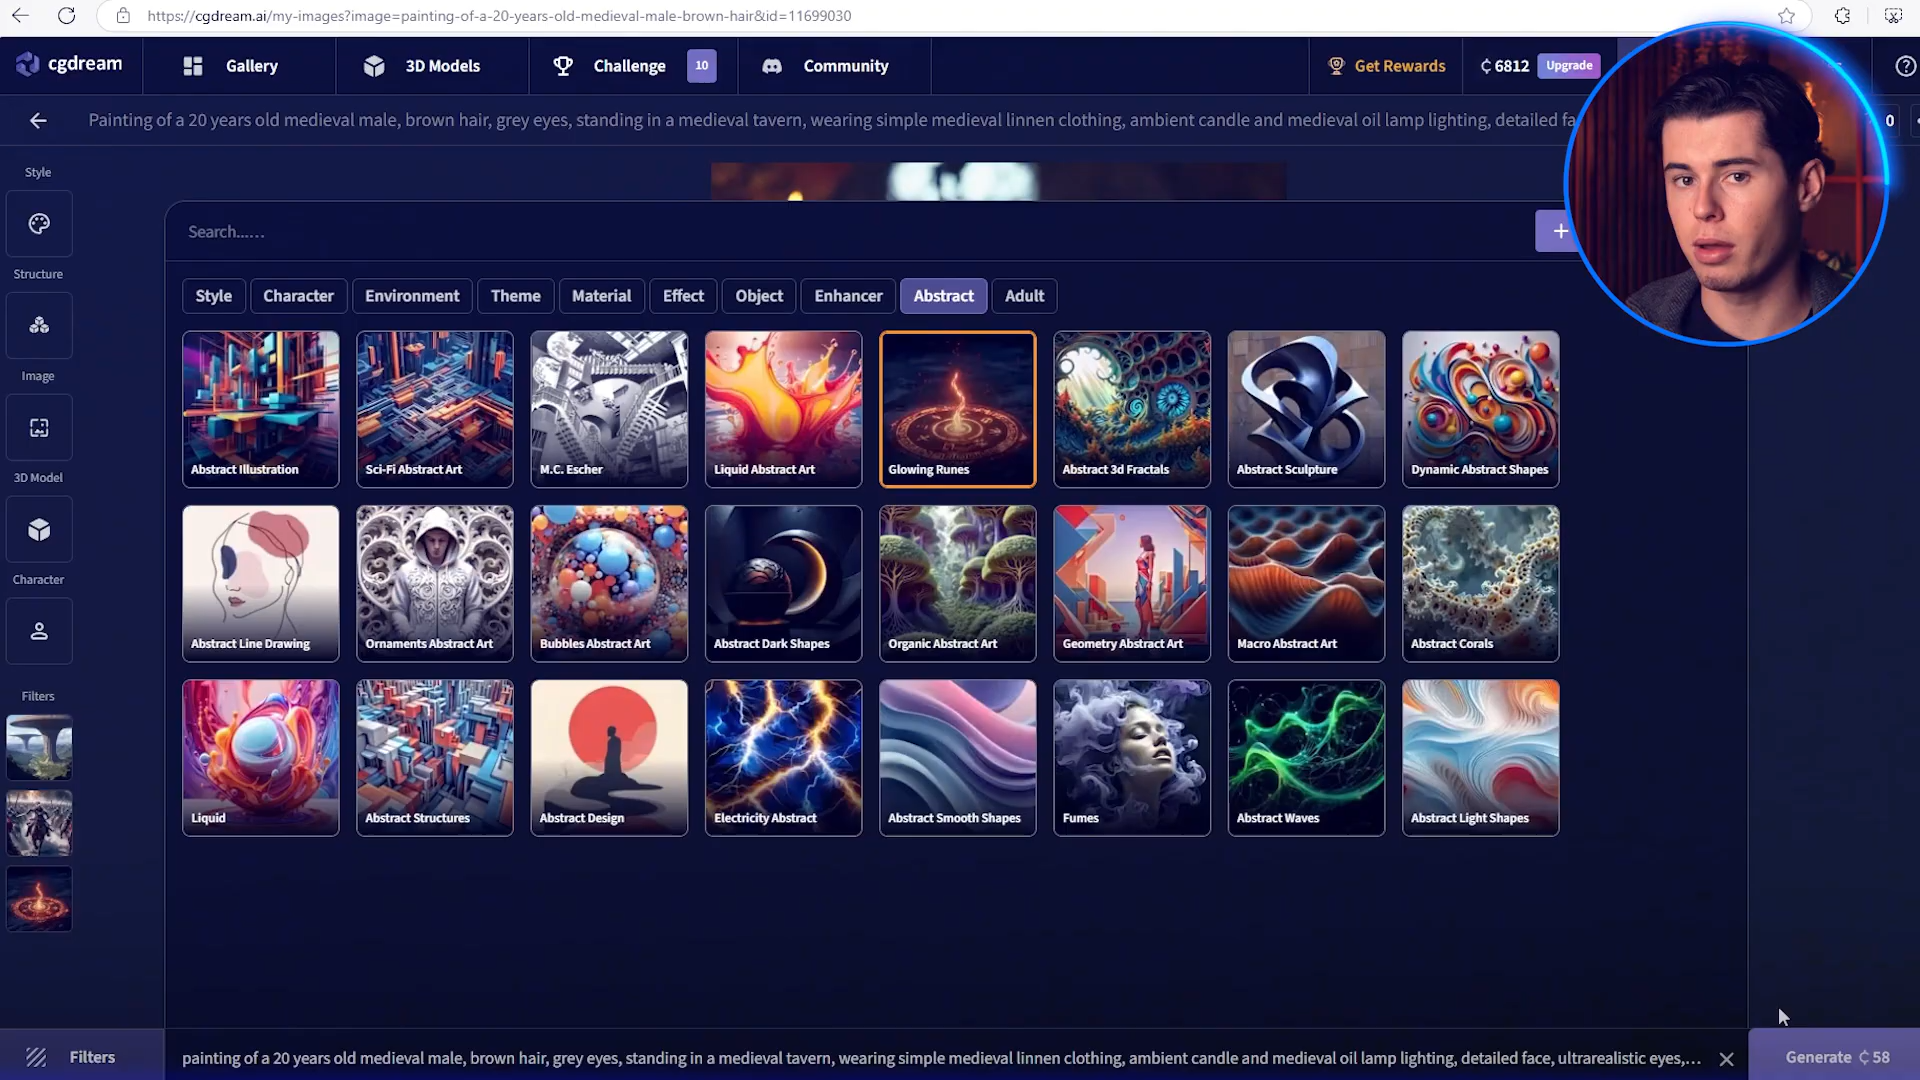 https://cgdream.ai/my-images?image=painting-of-a-20-years-old-medieval-male-brown-hair&id=11699030
cgdream
Gallery
3D Models
Challenge
10
Community
Get Rewards
₵ 6812
Upgrade
Painting of a 20 years old medieval male, brown hair, grey eyes, standing in a medieval tavern, wearing simple medieval linnen clothing, ambient candle and medieval oil lamp lighting, detailed fa
0
Style
Structure
Image
3D Model
Character
Filters
Search......
+
Style
Character
Environment
Theme
Material
Effect
Object
Enhancer
Abstract
Adult
Abstract Illustration
Sci-Fi Abstract Art
M.C. Escher
Liquid Abstract Art
Glowing Runes
Abstract 3d Fractals
Abstract Sculpture
Dynamic Abstract Shapes
Abstract Line Drawing
Ornaments Abstract Art
Bubbles Abstract Art
Abstract Dark Shapes
Organic Abstract Art
Geometry Abstract Art
Macro Abstract Art
Abstract Corals
Liquid
Abstract Structures
Abstract Design
Electricity Abstract
Abstract Smooth Shapes
Fumes
Abstract Waves
Abstract Light Shapes
Filters
painting of a 20 years old medieval male, brown hair, grey eyes, standing in a medieval tavern, wearing simple medieval linnen clothing, ambient candle and medieval oil lamp lighting, detailed face, ultrarealistic eyes,...
Generate ₵ 58